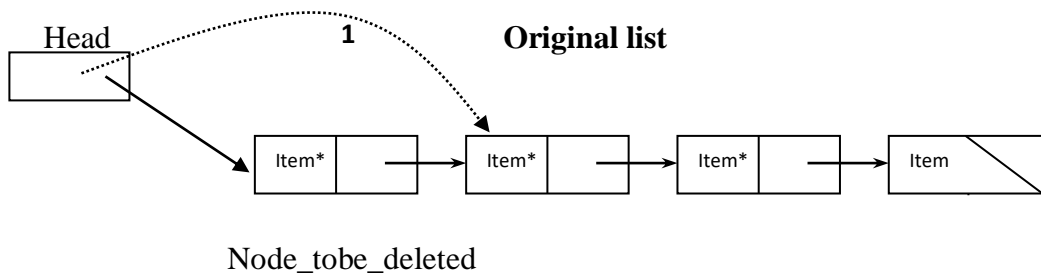 Head
1
Original list
Item*
Item*
Item*
Item
Node_tobe_deleted